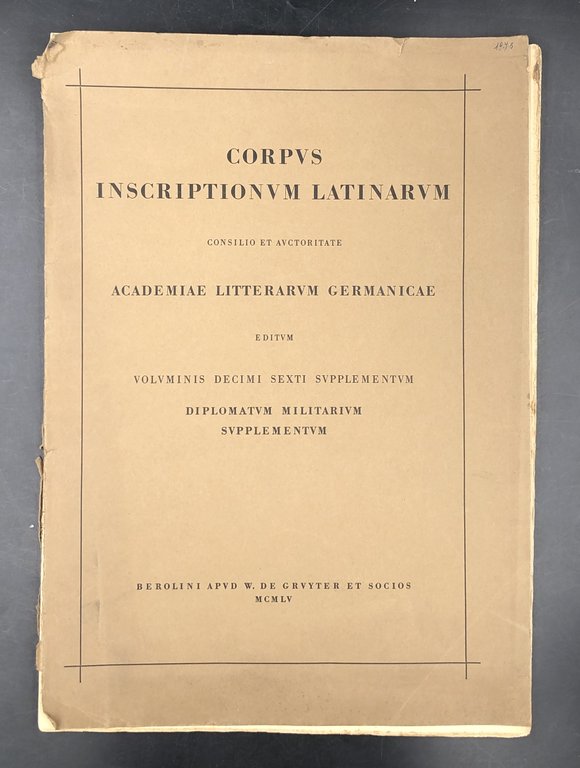 CORPVS
INSCRIPTIONVM LATINARVM
CONSILIO ET AVCTORITATE
ACADEMIAE LITTERARVM GERMANICAE
EDITVM
VOLVMINIS DECIMI SEXTI SVPPLEMENTVM
DIPLOMATVM MILITARIVM
SVPPLEMENTVM
BEROLINI APVD W. DE GRVYTER ET SOCIOS
MCMLV